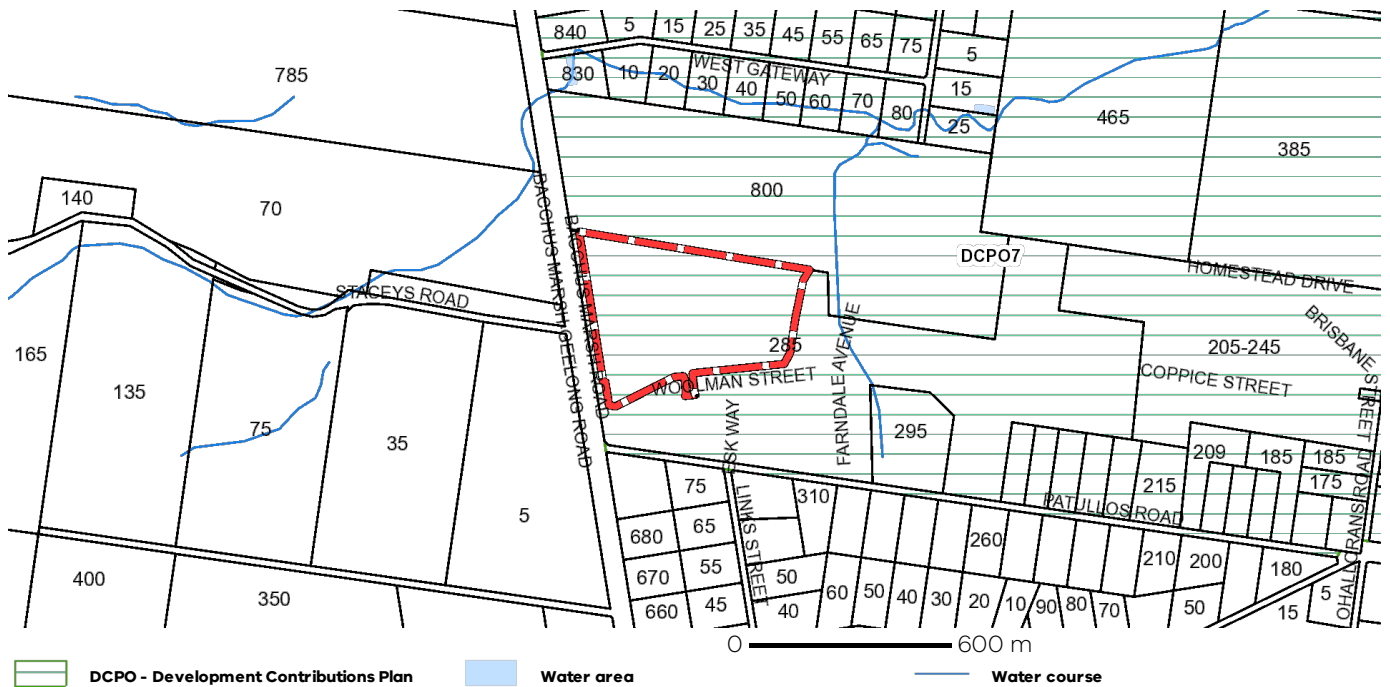 840 5 15 25 35 45 55 65 75 5
785 830 10 20 30 40 50 60 70 80 15 25
WEST GATEWAY
465
385
140
70
800
DCPO7
HOMESTEAD DRIVE
BACCHUS MARSH-GEELONG ROAD
BACCHUS MARSH ROAD
STACEYS ROAD
165
135
75
35
5
285
WOOLMAN STREET
ESK WAY
FARNDALE AVENUE
295
205-245
COPPICE STREET
BRISBANE STREET
209 185 185
175
215
PATULLOS ROAD
OHALLORANS ROAD
LINKS STREET
75 310
680 65 260
670 55 50 210 200 180
660 45 40 60 50 40 30 20 10 90 80 70 50 15 5
400
350
0 600 m
DCPO - Development Contributions Plan
Water area
Water course